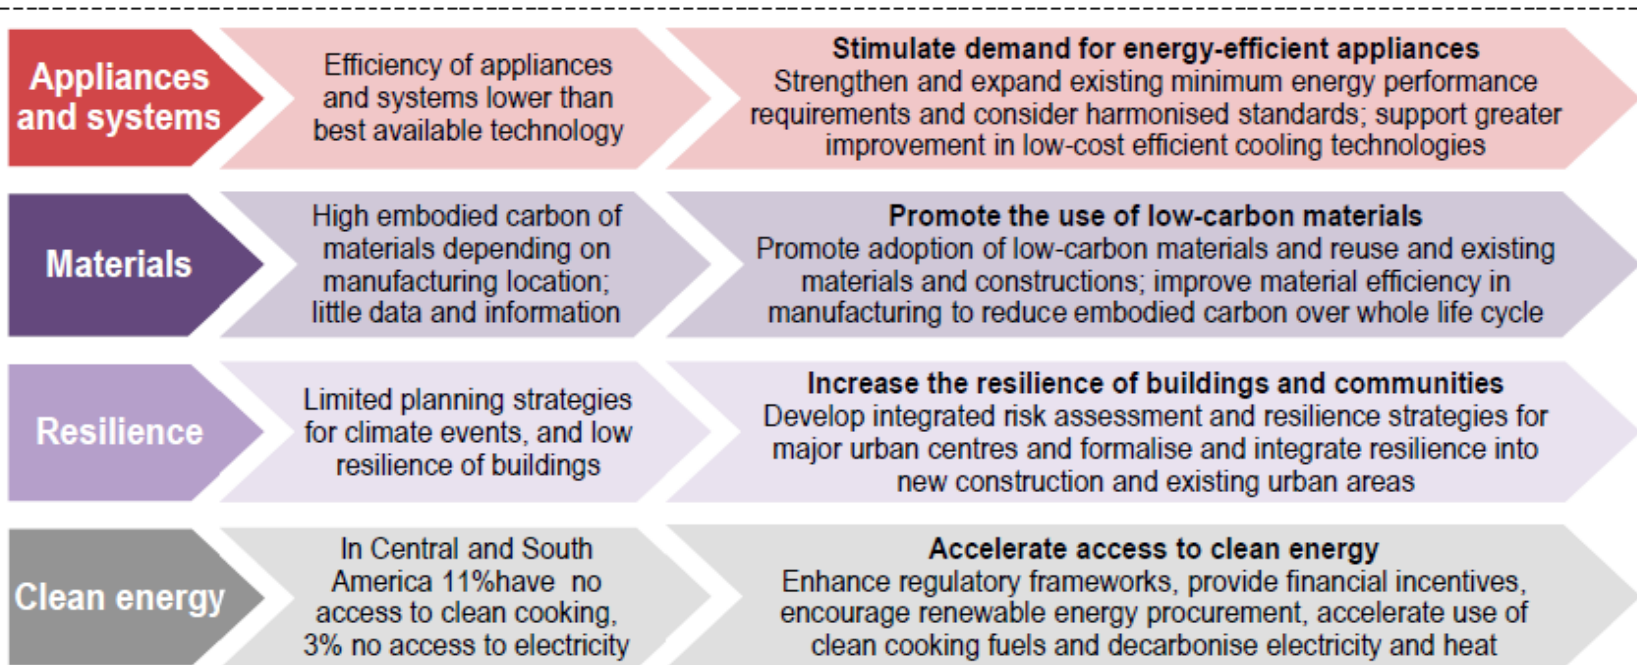 Appliances
and systems
Efficiency of appliances
and systems lower than
best available technology
Stimulate demand for energy-efficient appliances
Strengthen and expand existing minimum energy performance
requirements and consider harmonised standards; support greater
improvement in low-cost efficient cooling technologies
Materials
High embodied carbon of
materials depending on
manufacturing location;
little data and information
Promote the use of low-carbon materials
Promote adoption of low-carbon materials and reuse and existing
materials and constructions; improve material efficiency in
manufacturing to reduce embodied carbon over whole life cycle
Resilience
Limited planning strategies
for climate events, and low
resilience of buildings
Increase the resilience of buildings and communities
Develop integrated risk assessment and resilience strategies for
major urban centres and formalise and integrate resilience into
new construction and existing urban areas
Clean energy
In Central and South
America 11%have  no
access to clean cooking,
3% no access to electricity
Accelerate access to clean energy
Enhance regulatory frameworks, provide financial incentives,
encourage renewable energy procurement, accelerate use of
clean cooking fuels and decarbonise electricity and heat